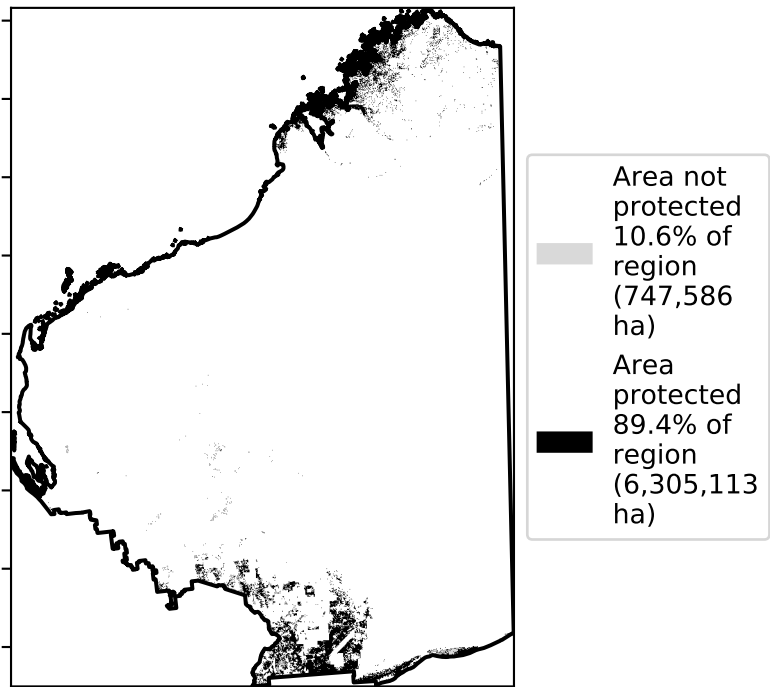 Area not
protected
10.6% of
region
(747,586
ha)
Area
protected
89.4% of
region
(6,305,113
ha)